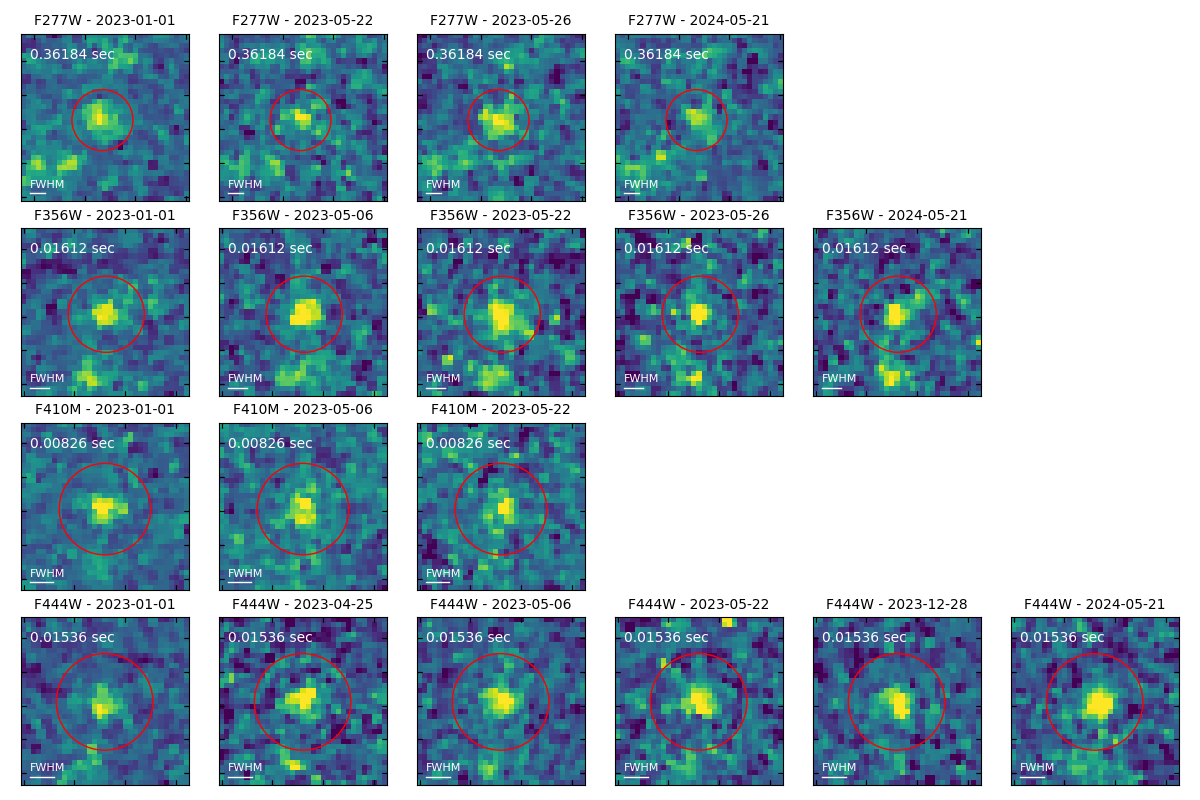 F277W - 2023-01-01
0.36184 sec
FWHM
F277W - 2023-05-22
0.36184 sec
FWHM
F277W - 2023-05-26
0.36184 sec
FWHM
F277W - 2024-05-21
0.36184 sec
FWHM
F356W - 2023-01-01
0.01612 sec
FWHM
F356W - 2023-05-06
0.01612 sec
FWHM
F356W - 2023-05-22
0.01612 sec
FWHM
F356W - 2023-05-26
0.01612 sec
FWHM
F356W - 2024-05-21
0.01612 sec
FWHM
F410M - 2023-01-01
0.00826 sec
FWHM
F410M - 2023-05-06
0.00826 sec
FWHM
F410M - 2023-05-22
0.00826 sec
FWHM
F444W - 2023-01-01
0.01536 sec
FWHM
F444W - 2023-04-25
0.01536 sec
FWHM
F444W - 2023-05-06
0.01536 sec
FWHM
F444W - 2023-05-22
0.01536 sec
FWHM
F444W - 2023-12-28
0.01536 sec
FWHM
F444W - 2024-05-21
0.01536 sec
FWHM